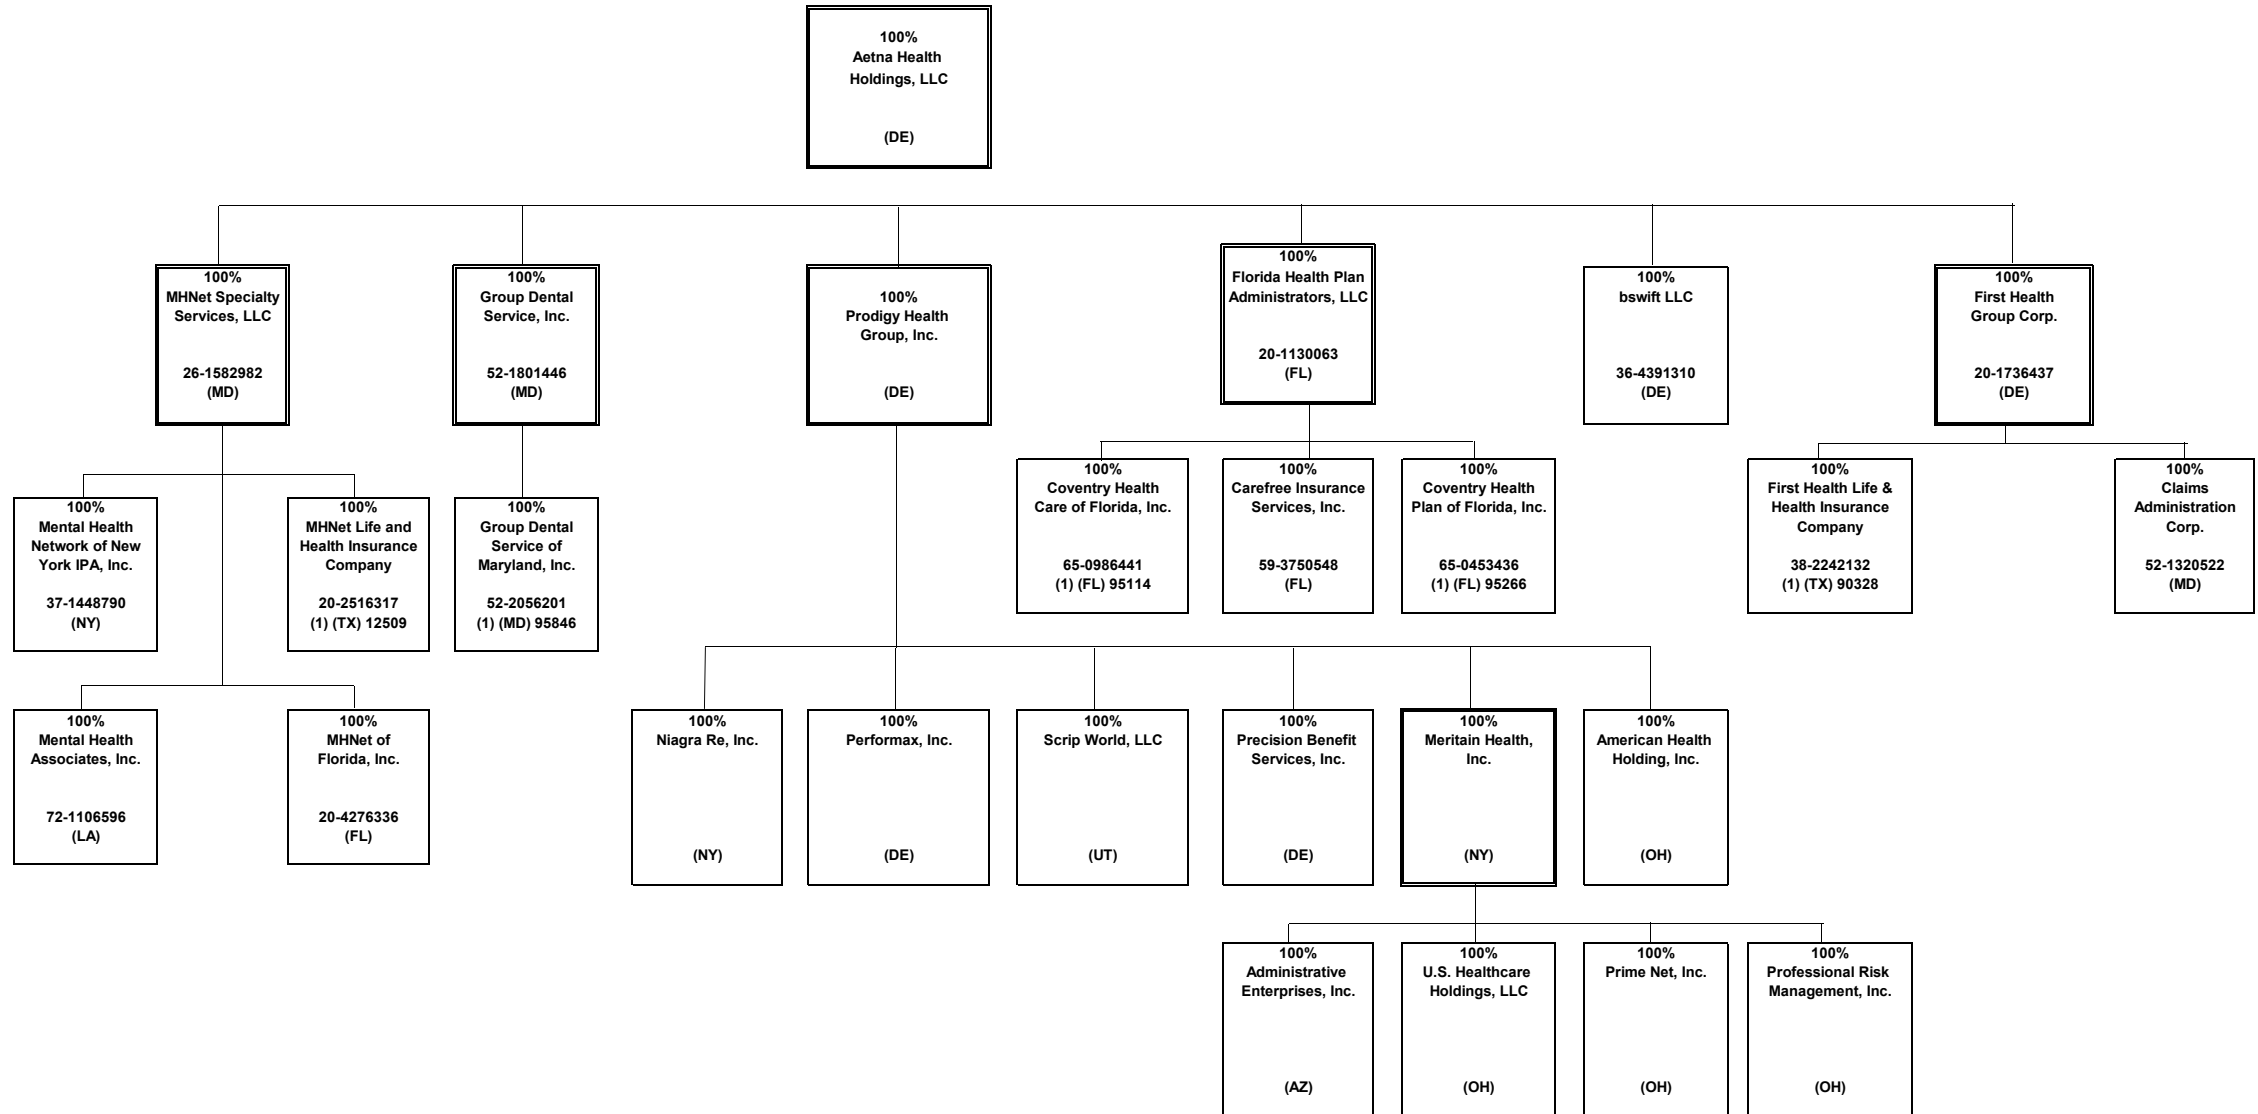 100%
Aetna Health
Holdings, LLC
(DE)
100%
MHNet Specialty
Services, LLC
26-1582982
(MD)
100%
Group Dental
Service, Inc.
52-1801446
(MD)
100%
Prodigy Health
Group, Inc.
(DE)
100%
Florida Health Plan
Administrators, LLC
20-1130063
(FL)
100%
bswift LLC
36-4391310
(DE)
100%
First Health
Group Corp.
20-1736437
(DE)
100%
Mental Health
Network of New
York IPA, Inc.
37-1448790
(NY)
100%
MHNet Life and
Health Insurance
Company
20-2516317
(1) (TX) 12509
100%
Group Dental
Service of
Maryland, Inc.
52-2056201
(1) (MD) 95846
100%
Coventry Health
Care of Florida, Inc.
65-0986441
(1) (FL) 95114
100%
Carefree Insurance
Services, Inc.
59-3750548
(FL)
100%
Coventry Health
Plan of Florida, Inc.
65-0453436
(1) (FL) 95266
100%
First Health Life &
Health Insurance
Company
38-2242132
(1) (TX) 90328
100%
Claims
Administration
Corp.
52-1320522
(MD)
100%
Mental Health
Associates, Inc.
72-1106596
(LA)
100%
MHNet of
Florida, Inc.
20-4276336
(FL)
100%
Niagra Re, Inc.
(NY)
100%
Performax, Inc.
(DE)
100%
Scrip World, LLC
(UT)
100%
Precision Benefit
Services, Inc.
(DE)
100%
Meritain Health,
Inc.
(NY)
100%
American Health
Holding, Inc.
(OH)
100%
Administrative
Enterprises, Inc.
(AZ)
100%
U.S. Healthcare
Holdings, LLC
(OH)
100%
Prime Net, Inc.
(OH)
100%
Professional Risk
Management, Inc.
(OH)